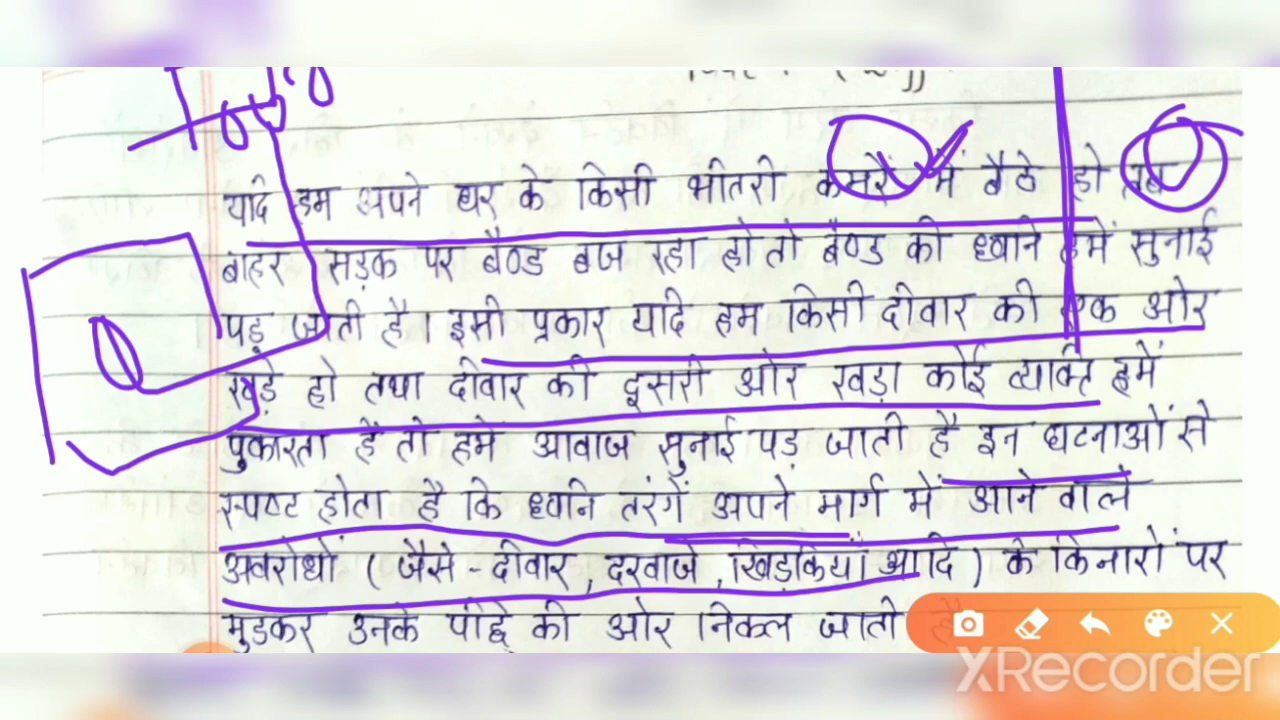 यदि हम अपने घर के किसी भीतरी कमरें में बैठे हो तब
बाहर सड़क पर बैण्ड बज रहा हो तो बैण्ड की ध्वनि हमें सुनाई
पड़ जाती है। इसी प्रकार यदि हम किसी दीवार की एक ओर
खड़े हो तथा दीवार की दूसरी ओर खड़ा कोई व्यक्ति हमें
पुकारता है तो हमें आवाज सुनाई पड़ जाती है इन घटनाओं से
स्पष्ट होता है कि ध्वनि तरंगें अपने मार्ग में आने वाले
अवरोधों (जैसे - दीवार, दरवाजे, खिड़कियां आदि) के किनारों पर
मुडकर उनके पीछे की ओर निकल जाती है
XRecorder